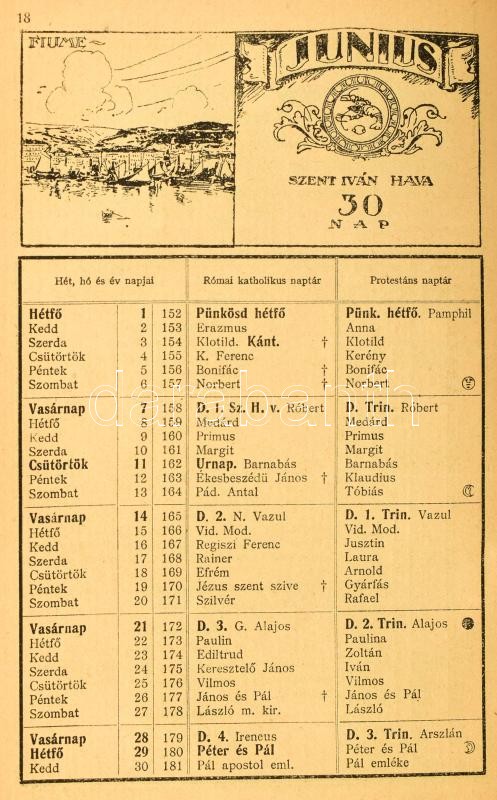 18
FIUME
JUNIUS
SZENT IVÁN HAVA
30
NAP
Hét, hó és év napjai Római katholikus naptár Protestáns naptár
Hétfő 1 152 Pünkösd hétfő Pünk. hétfő. Pamphil
Kedd 2 153 Erazmus Anna
Szerda 3 154 Klotild. Kánt. † Klotild
Csütörtök 4 155 K. Ferenc Kerény
Péntek 5 156 Bonifác † Bonifác
Szombat 6 157 Norbert † Norbert
Vasárnap 7 158 D. 1. Sz. H. v. Róbert D. Trin. Róbert
Hétfő 8 159 Medárd Medárd
Kedd 9 160 Primus Primus
Szerda 10 161 Margit Margit
Csütörtök 11 162 Urnap. Barnabás Barnabás
Péntek 12 163 Ékesbeszédü János † Klaudius
Szombat 13 164 Pád. Antal Tóbiás
Vasárnap 14 165 D. 2. N. Vazul D. 1. Trin. Vazul
Hétfő 15 166 Vid. Mod. Vid. Mod.
Kedd 16 167 Regiszi Ferenc Jusztin
Szerda 17 168 Rainer Laura
Csütörtök 18 169 Efrém Arnold
Péntek 19 170 Jézus szent szive † Gyárfás
Szombat 20 171 Szilvér Rafael
Vasárnap 21 172 D. 3. G. Alajos D. 2. Trin. Alajos
Hétfő 22 173 Paulin Paulina
Kedd 23 174 Ediltrud Zoltán
Szerda 24 175 Keresztelő János Iván
Csütörtök 25 176 Vilmos Vilmos
Péntek 26 177 János és Pál † János és Pál
Szombat 27 178 László m. kir. László
Vasárnap 28 179 D. 4. Ireneus D. 3. Trin. Arszlán
Hétfő 29 180 Péter és Pál Péter és Pál
Kedd 30 181 Pál apostol eml. Pál emléke
darabanth